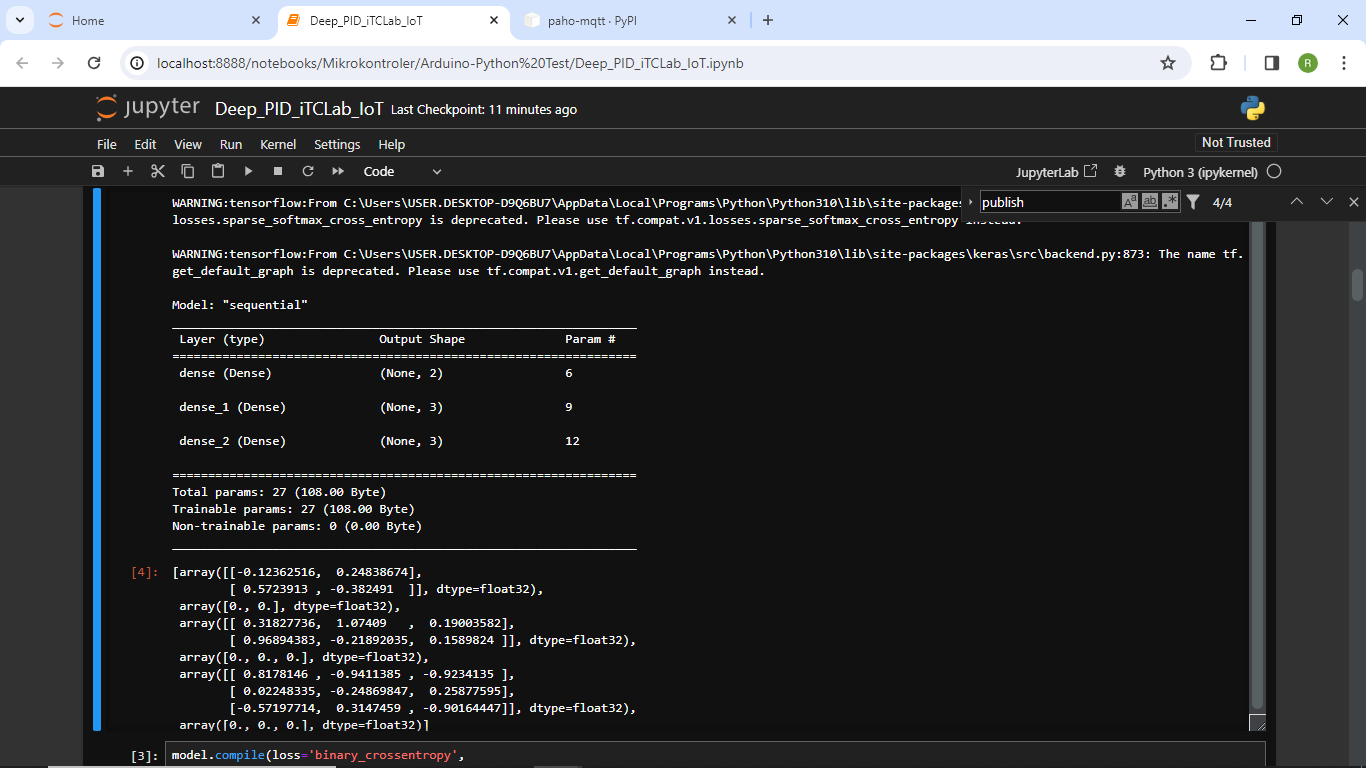 Home
Deep_PID_iTCLab_IoT
paho-mqtt · PyPI
localhost:8888/notebooks/Mikrokontroler/Arduino-Python%20Test/Deep_PID_iTCLab_IoT.ipynb
R
jupyter Deep_PID_iTCLab_IoT Last Checkpoint: 11 minutes ago
File Edit View Run Kernel Settings Help
Not Trusted
Code
JupyterLab
Python 3 (ipykernel)
publish
4/4
WARNING:tensorflow:From C:\Users\USER.DESKTOP-D9Q6BU7\AppData\Local\Programs\Python\Python310\lib\site-packages
losses.sparse_softmax_cross_entropy is deprecated. Please use tf.compat.v1.losses.sparse_softmax_cross_entropy instead.
WARNING:tensorflow:From C:\Users\USER.DESKTOP-D9Q6BU7\AppData\Local\Programs\Python\Python310\lib\site-packages\keras\src\backend.py:873: The name tf.
get_default_graph is deprecated. Please use tf.compat.v1.get_default_graph instead.
Model: "sequential"
Layer (type) Output Shape Param #
=================================================================
dense (Dense) (None, 2) 6
dense_1 (Dense) (None, 3) 9
dense_2 (Dense) (None, 3) 12
=================================================================
Total params: 27 (108.00 Byte)
Trainable params: 27 (108.00 Byte)
Non-trainable params: 0 (0.00 Byte)
[4]: [array([[-0.12362516, 0.24838674],
[ 0.5723913 , -0.382491 ]], dtype=float32),
array([0., 0.], dtype=float32),
array([[ 0.31827736, 1.07409 , 0.19003582],
[ 0.96894383, -0.21892035, 0.1589824 ]], dtype=float32),
array([0., 0., 0.], dtype=float32),
array([[ 0.8178146 , -0.9411385 , -0.9234135 ],
[ 0.02248335, -0.24869847, 0.25877595],
[-0.57197714, 0.3147459 , -0.90164447]], dtype=float32),
array([0., 0., 0.], dtype=float32)]
[3]: model.compile(loss='binary_crossentropy',